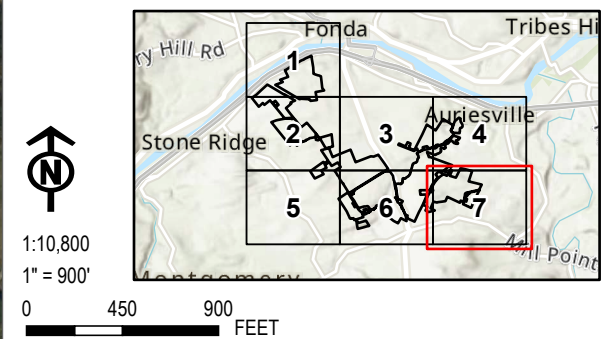 Fonda
Tribes Hi
ry Hill Rd
1
Auriesville
Stone Ridge
2
3
4
5
6
7
Mill Point
Montgomery
N
1:10,800
1" = 900'
0 450 900
FEET